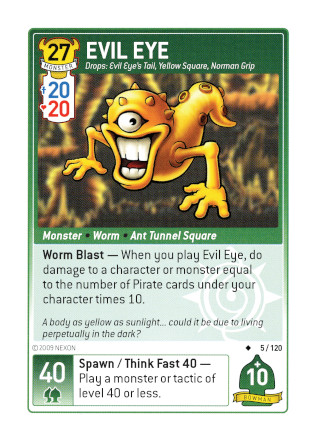 27
MONSTER
EVIL EYE
Drops: Evil Eye's Tail, Yellow Square, Norman Grip
+20
20
Monster • Worm • Ant Tunnel Square
Worm Blast — When you play Evil Eye, do
damage to a character or monster equal
to the number of Pirate cards under your
character times 10.
A body as yellow as sunlight... could it be due to living
perpetually in the dark?
©2009 NEXON
◆ 5/120
40
Spawn / Think Fast 40 —
Play a monster or tactic of
level 40 or less.
+
10
BOWMAN